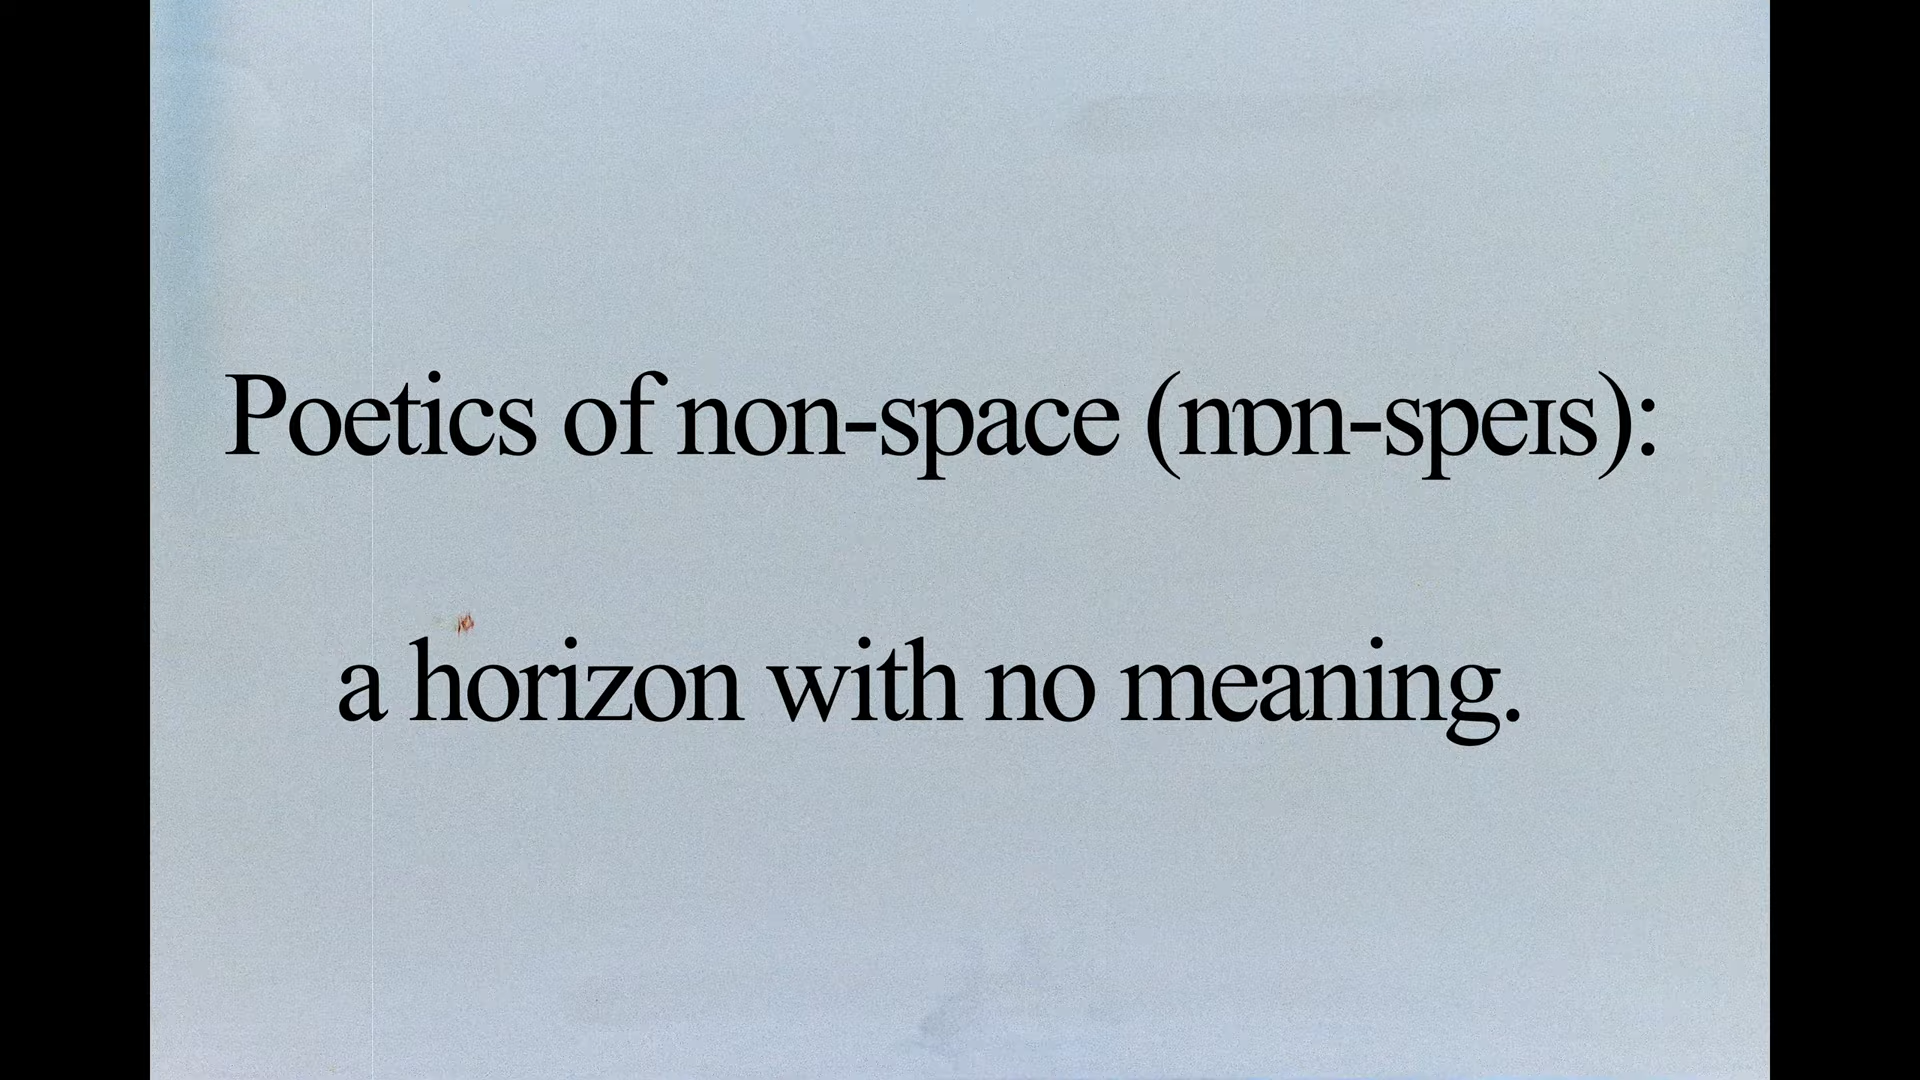 Poetics of non-space (nɒn-speɪs):
a horizon with no meaning.